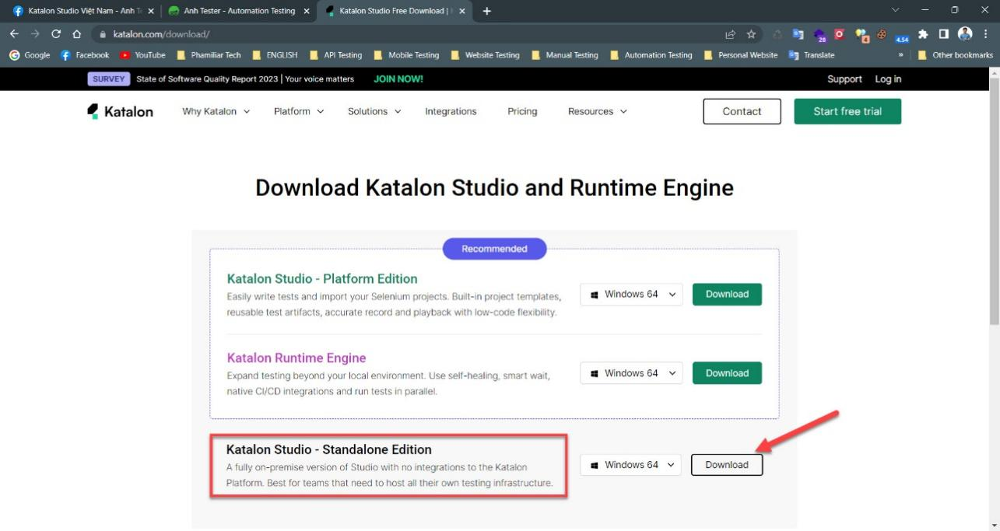 Katalon Studio Việt Nam - Anh Te
Anh Tester - Automation Testing
Katalon Studio Free Download |
katalon.com/download/
28
4
4.54
Google
Facebook
YouTube
Phamiliar Tech
ENGLISH
API Testing
Mobile Testing
Website Testing
Manual Testing
Automation Testing
Personal Website
Translate
»
Other bookmarks
SURVEY State of Software Quality Report 2023 | Your voice matters JOIN NOW!
Support Log in
Katalon
Why Katalon
Platform
Solutions
Integrations
Pricing
Resources
Contact
Start free trial
Download Katalon Studio and Runtime Engine
Recommended
Katalon Studio - Platform Edition
Easily write tests and import your Selenium projects. Built-in project templates,
reusable test artifacts, accurate record and playback with low-code flexibility.
Windows 64
Download
Katalon Runtime Engine
Expand testing beyond your local environment. Use self-healing, smart wait,
native CI/CD integrations and run tests in parallel.
Windows 64
Download
Katalon Studio - Standalone Edition
A fully on-premise version of Studio with no integrations to the Katalon
Platform. Best for teams that need to host all their own testing infrastructure.
Windows 64
Download